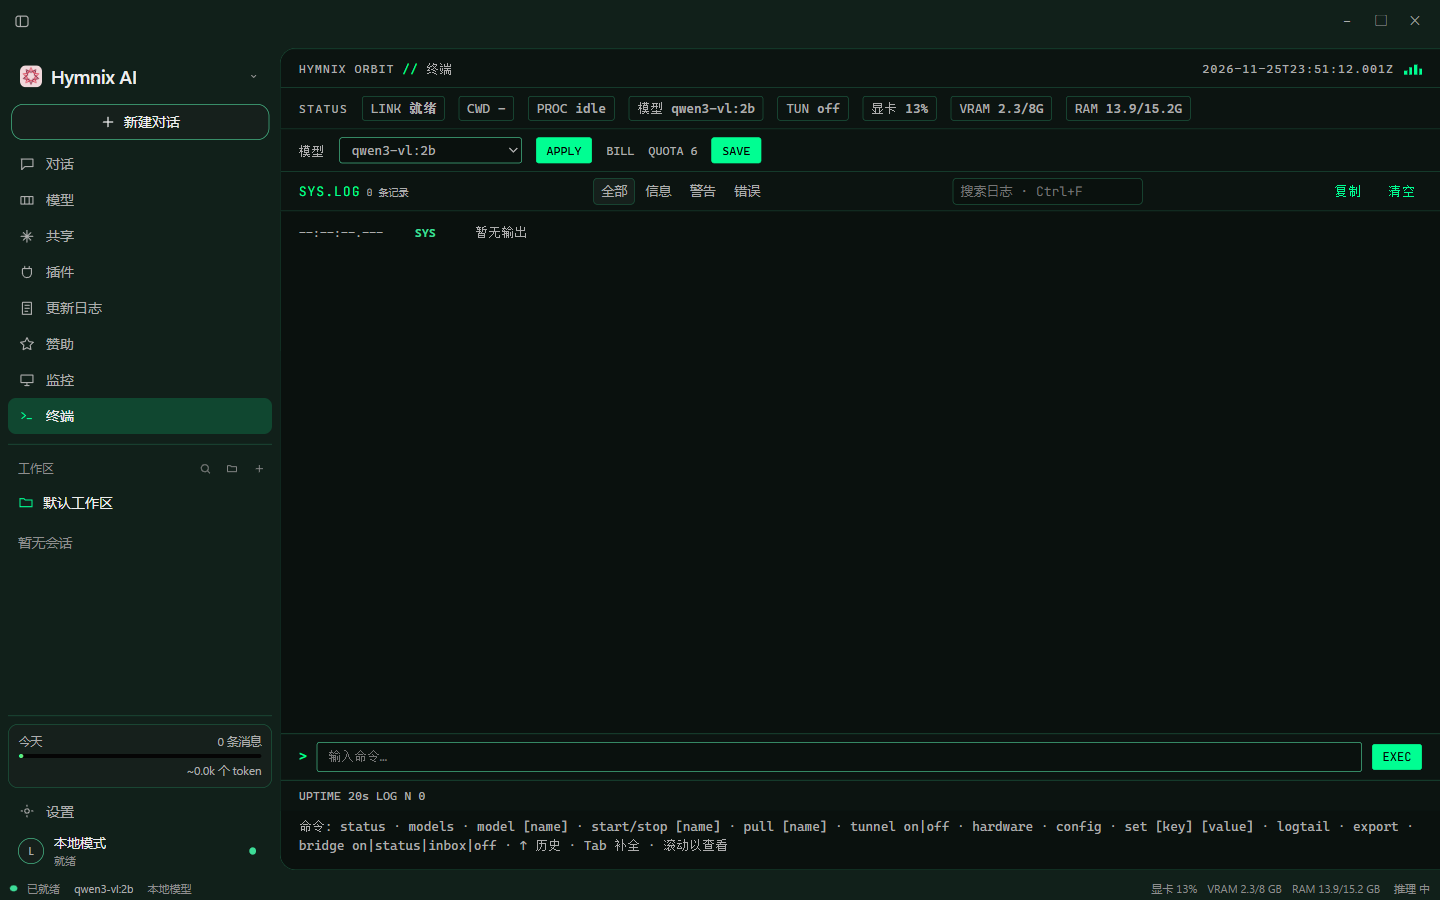 Hymnix AI
新建对话
对话
模型
共享
插件
更新日志
赞助
监控
终端
工作区
默认工作区
暂无会话
今天 0 条消息
~0.0k 个 token
设置
L 本地模式
就绪
HYMNIX ORBIT // 终端 2026-11-25T23:51:12.001Z
STATUS LINK 就绪 CWD — PROC idle 模型 qwen3-vl:2b TUN off 显卡 13% VRAM 2.3/8G RAM 13.9/15.2G
模型 qwen3-vl:2b APPLY BILL QUOTA 6 SAVE
SYS.LOG 0 条记录 全部 信息 警告 错误 搜索日志 · Ctrl+F 复制 清空
--:--:--.--- SYS 暂无输出
> 输入命令… EXEC
UPTIME 20s LOG N 0
命令: status · models · model [name] · start/stop [name] · pull [name] · tunnel on|off · hardware · config · set [key] [value] · logtail · export ·
bridge on|status|inbox|off · ↑ 历史 · Tab 补全 · 滚动以查看
已就绪 qwen3-vl:2b 本地模型 显卡 13% VRAM 2.3/8 GB RAM 13.9/15.2 GB 推理 中